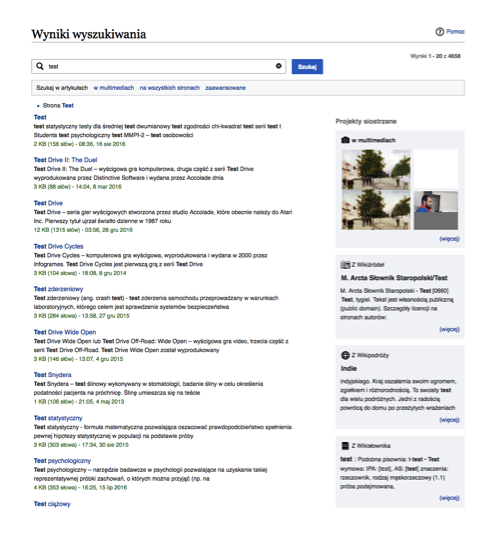 Wyniki wyszukiwania
Pomoc
Wyniki 1 - 20 z 4658
test
Szukaj
Szukaj w artykułach w multimediach na wszystkich stronach zaawansowane
• Strona Test
Test
test statystyczny testy dla średniej test dwumianowy test zgodności chi-kwadrat test serii test t
Studenta test psychologiczny test MMPI-2 – test osobowości
2 KB (156 słów) - 08:36, 16 sie 2016
Test Drive II: The Duel
Test Drive II: The Duel – wyścigowa gra komputerowa, druga część z serii Test Drive
wyprodukowana przez Distinctive Software i wydana przez Accolade dnia
3 KB (86 słów) - 14:04, 8 mar 2016
Test Drive
Test Drive – seria gier wyścigowych stworzona przez studio Accolade, które obecnie należy do Atari
Inc. Pierwszy tytuł ujrzał światło dzienne w 1987 roku
12 KB (1315 słów) - 03:56, 28 gru 2016
Test Drive Cycles
Test Drive Cycles – komputerowa gra wyścigowa, wyprodukowana i wydana w 2000 przez
Infogrames. Test Drive Cycles jest pierwszą grą z serii Test Drive
3 KB (104 słowa) - 18:08, 8 gru 2014
Test zderzeniowy
Test zderzeniowy (ang. crash test) - test zderzenia samochodu przeprowadzany w warunkach
laboratoryjnych, którego celem jest sprawdzenie systemów bezpieczeństwa
3 KB (284 słowa) - 13:58, 27 gru 2015
Test Drive Wide Open
Test Drive Wide Open lub Test Drive Off-Road: Wide Open – wyścigowa gra video, trzecia część z
serii Test Drive Off-Road. Test Drive Wide Open został wyprodukowany
3 KB (146 słów) - 13:07, 4 gru 2015
Test Snydera
Test Snydera – test ślinowy wykonywany w stomatologii, badanie śliny w celu określenia
podatności pacjenta na próchnicę. Ślinę umieszcza się na teście
1 KB (106 słów) - 21:05, 4 maj 2013
Test statystyczny
Test statystyczny - formuła matematyczna pozwalająca oszacować prawdopodobieństwo spełnienia
pewnej hipotezy statystycznej w populacji na podstawie próby
3 KB (303 słowa) - 17:34, 30 sie 2015
Test psychologiczny
Test psychologiczny – narzędzie badawcze w psychologii pozwalające na uzyskanie takiej
reprezentatywnej próbki zachowań, o których można przyjąć (np. na
4 KB (353 słowa) - 16:25, 15 lip 2016
Test ciążowy
Projekty siostrzane
w multimediach
(więcej)
Z Wikiźródeł
M. Arcta Słownik Staropolski/Test
M. Arcta Słownik Staropolski - Test [0660]
Test, tygiel. Tekst jest własnością publiczną
(public domain). Szczegóły licencji na
stronach autorów:
(więcej)
Z Wikipodróży
Indie
indyjskiego. Kraj oszałamia swoim ogromem,
zgiełkiem i różnorodnością. To swoisty test
dla wielu podróżnych. Jedni z radością
powrócą do domu po przeżytych wrażeniach
(więcej)
Z Wikisłownika
test : Podobna pisownia: t-test • Test
wymowa: IPA: [tɛst], AS: [test] znaczenia:
rzeczownik, rodzaj męskorzeczowy (1.1)
próba podejmowana,
(więcej)